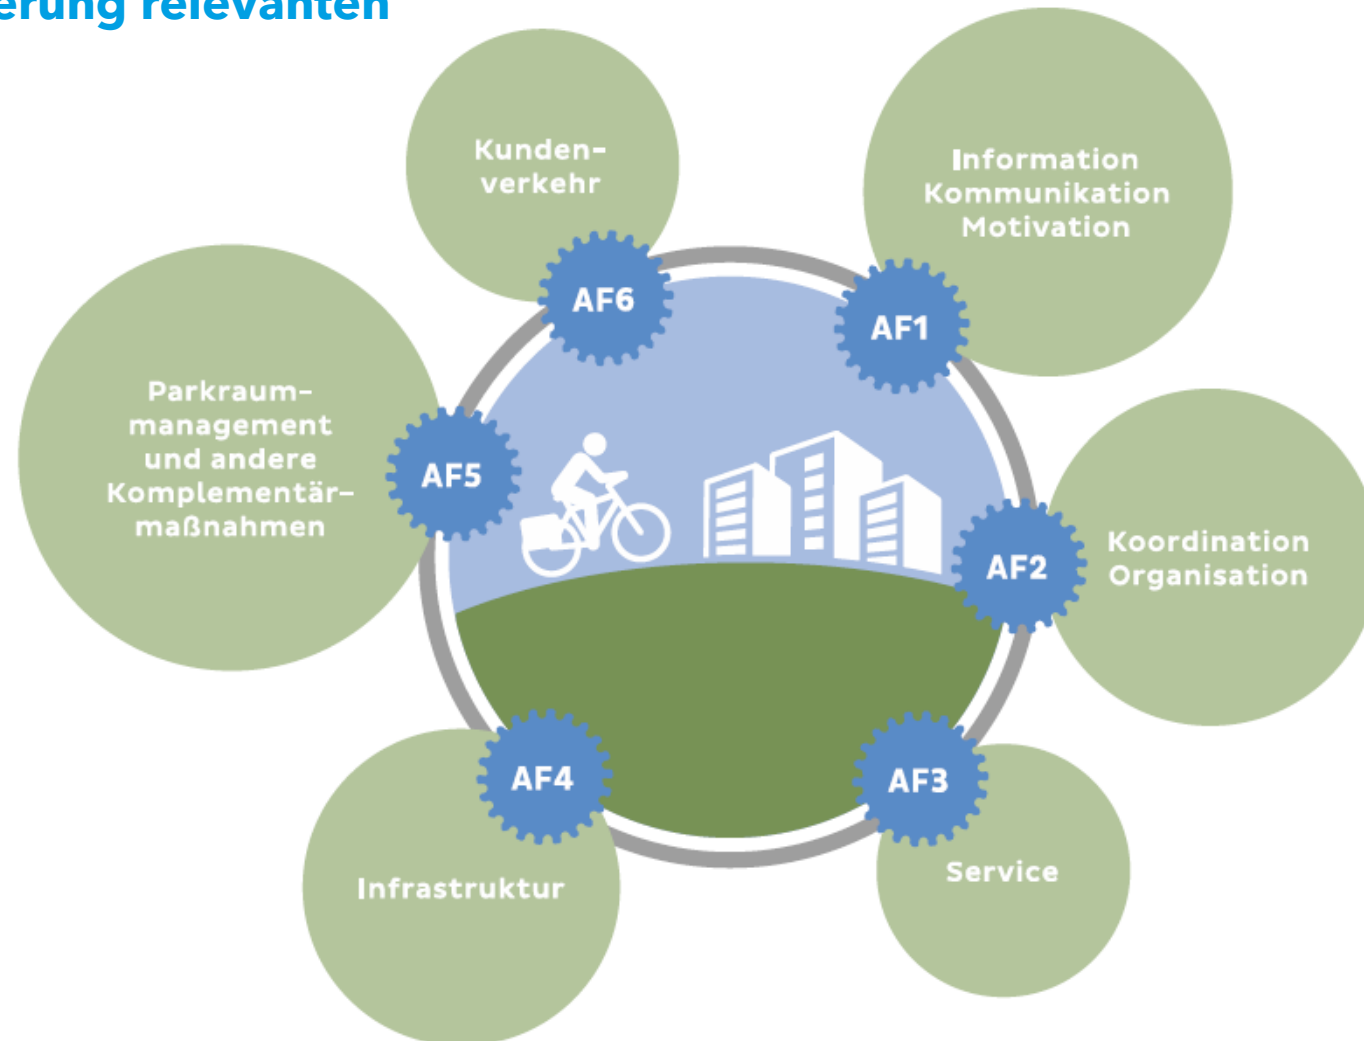 erung relevanten
Kunden-
verkehr
AF6
Information
Kommunikation
Motivation
AF1
Parkraum-
management
und andere
Komplementär-
maßnahmen
AF5
AF2
Koordination
Organisation
AF4
Infrastruktur
AF3
Service